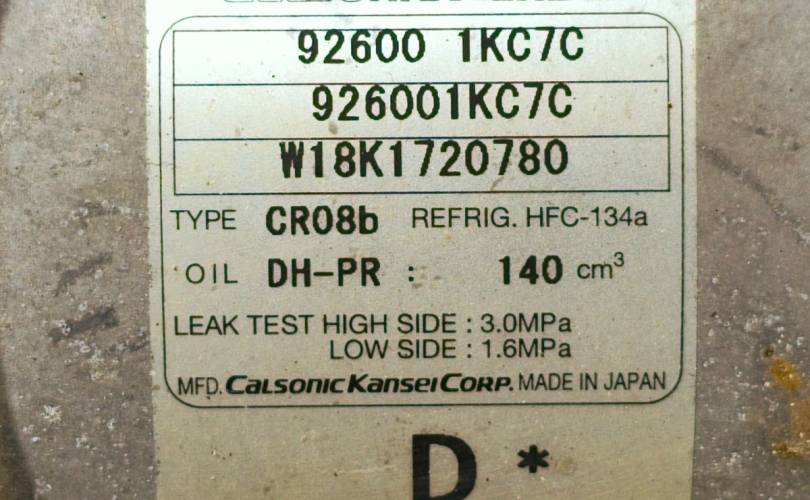 92600 1KC7C
926001KC7C
W18K1720780
TYPE CR08b REFRIG. HFC-134a
OIL DH-PR : 140 cm³
LEAK TEST HIGH SIDE : 3.0MPa
LOW SIDE : 1.6MPa
MFD. CALSONIC KANSEI CORP. MADE IN JAPAN
D *